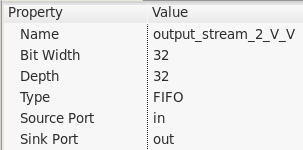 Property Value
Name output_stream_2_V_V
Bit Width 32
Depth 32
Type FIFO
Source Port in
Sink Port out